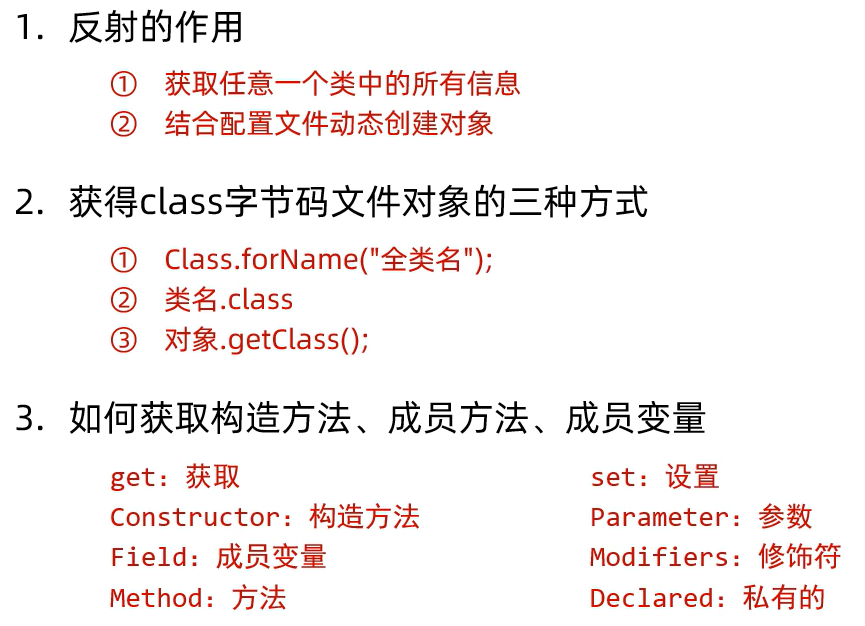 1. 反射的作用
① 获取任意一个类中的所有信息
② 结合配置文件动态创建对象
2. 获得class字节码文件对象的三种方式
① Class.forName("全类名");
② 类名.class
③ 对象.getClass();
3. 如何获取构造方法、成员方法、成员变量
get：获取 set：设置
Constructor：构造方法 Parameter：参数
Field：成员变量 Modifiers：修饰符
Method：方法 Declared：私有的